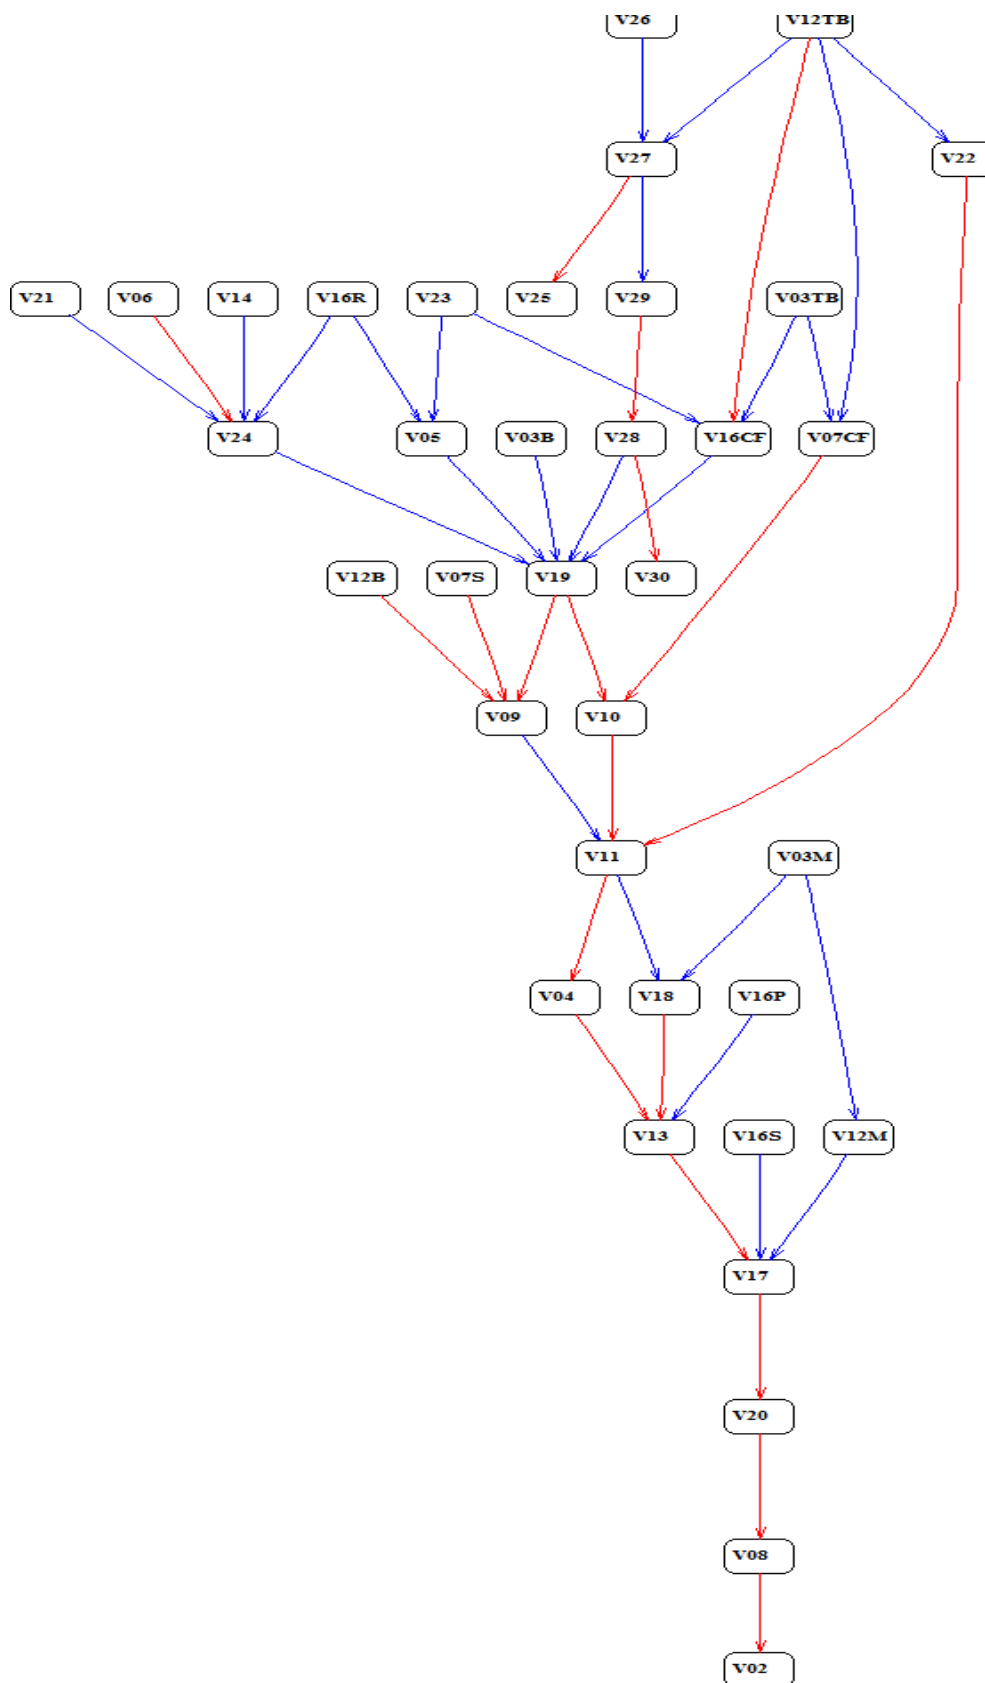 V26 V12TB
V27 V22
V21 V06 V14 V16R V23 V25 V29 V03TB
V24 V05 V03B V28 V16CF V07CF
V12B V07S V19 V30
V09 V10
V11 V03M
V04 V18 V16P
V13 V16S V12M
V17
V20
V08
V02